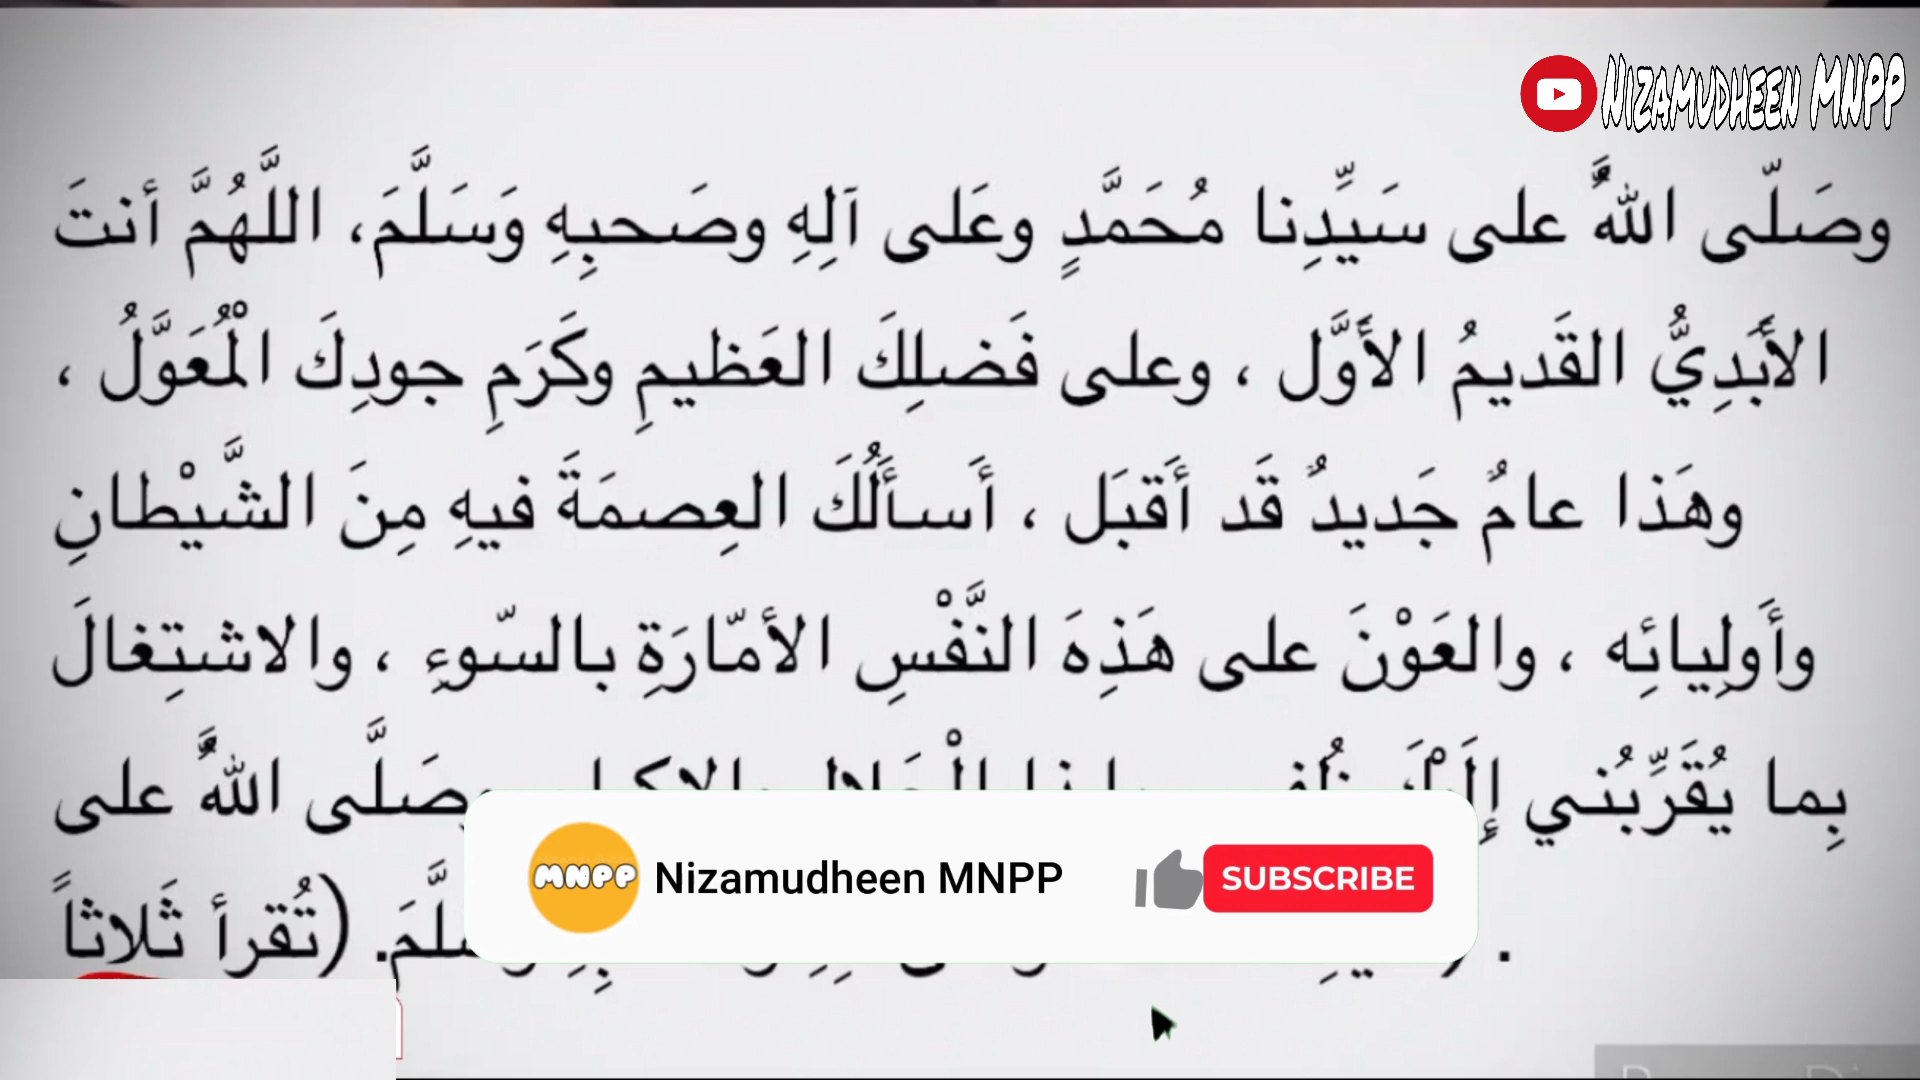 Nizamudheen MNPP
وصَلّى اللهُ على سَيِّدِنا مُحَمَّدٍ وعَلى آلِهِ وصَحبِهِ وَسَلَّمَ، اللَّهُمَّ أنتَ
الأَبَدِيُّ القَديمُ الأَوَّل ، وعلى فَضلِكَ العَظيمِ وكَرَمِ جودِكَ الْمُعَوَّلُ ،
وهَذا عامٌ جَديدٌ قَد أَقبَل ، أَسأَلُكَ العِصمَةَ فيهِ مِنَ الشَّيْطانِ
وأَولِيائِه ، والعَوْنَ على هَذِهِ النَّفْسِ الأمّارَةِ بالسّوءِ ، والاشتِغالَ
بِما يُقَرِّبُني إِلَيْكَ وصَلَّى اللهُ على
(تُقرأ ثَلاثاً
MNPP Nizamudheen MNPP SUBSCRIBE